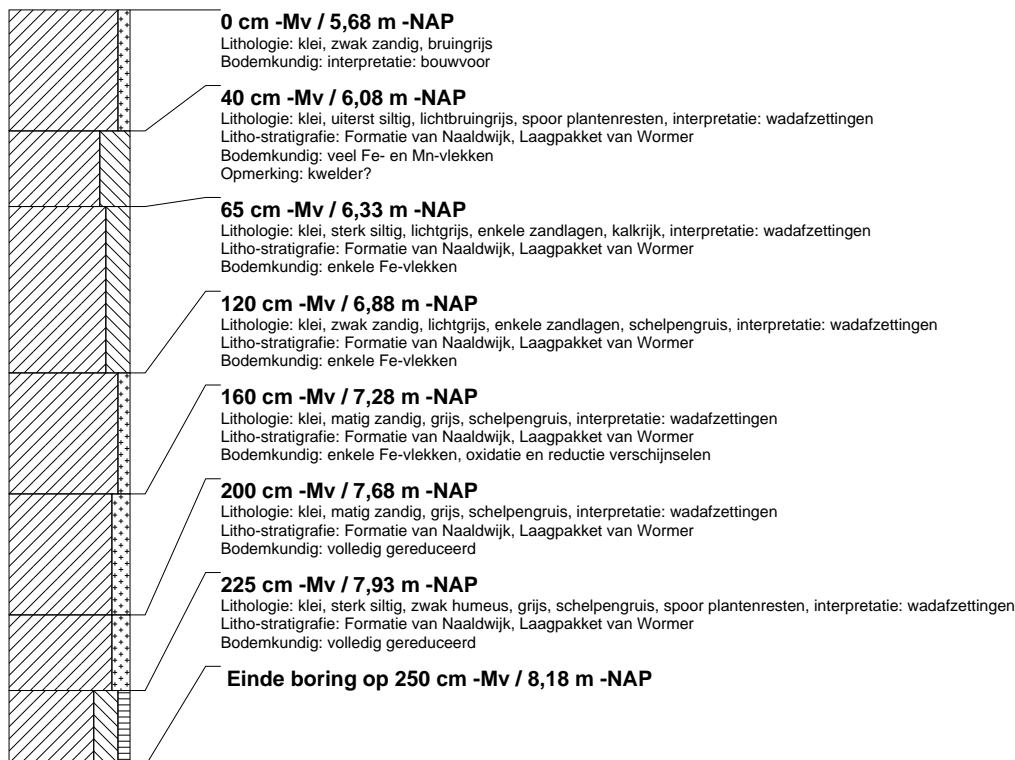 0 cm -Mv / 5,68 m -NAP
Lithologie: klei, zwak zandig, bruingrijs
Bodemkundig: interpretatie: bouwvoor
40 cm -Mv / 6,08 m -NAP
Lithologie: klei, uiterst siltig, lichtbruingrijs, spoor plantenresten, interpretatie: wadafzettingen
Litho-stratigrafie: Formatie van Naaldwijk, Laagpakket van Wormer
Bodemkundig: veel Fe- en Mn-vlekken
Opmerking: kwelder?
65 cm -Mv / 6,33 m -NAP
Lithologie: klei, sterk siltig, lichtgrijs, enkele zandlagen, kalkrijk, interpretatie: wadafzettingen
Litho-stratigrafie: Formatie van Naaldwijk, Laagpakket van Wormer
Bodemkundig: enkele Fe-vlekken
120 cm -Mv / 6,88 m -NAP
Lithologie: klei, zwak zandig, lichtgrijs, enkele zandlagen, schelpengruis, interpretatie: wadafzettingen
Litho-stratigrafie: Formatie van Naaldwijk, Laagpakket van Wormer
Bodemkundig: enkele Fe-vlekken
160 cm -Mv / 7,28 m -NAP
Lithologie: klei, matig zandig, grijs, schelpengruis, interpretatie: wadafzettingen
Litho-stratigrafie: Formatie van Naaldwijk, Laagpakket van Wormer
Bodemkundig: enkele Fe-vlekken, oxidatie en reductie verschijnselen
200 cm -Mv / 7,68 m -NAP
Lithologie: klei, matig zandig, grijs, schelpengruis, interpretatie: wadafzettingen
Litho-stratigrafie: Formatie van Naaldwijk, Laagpakket van Wormer
Bodemkundig: volledig gereduceerd
225 cm -Mv / 7,93 m -NAP
Lithologie: klei, sterk siltig, zwak humeus, grijs, schelpengruis, spoor plantenresten, interpretatie: wadafzettingen
Litho-stratigrafie: Formatie van Naaldwijk, Laagpakket van Wormer
Bodemkundig: volledig gereduceerd
Einde boring op 250 cm -Mv / 8,18 m -NAP